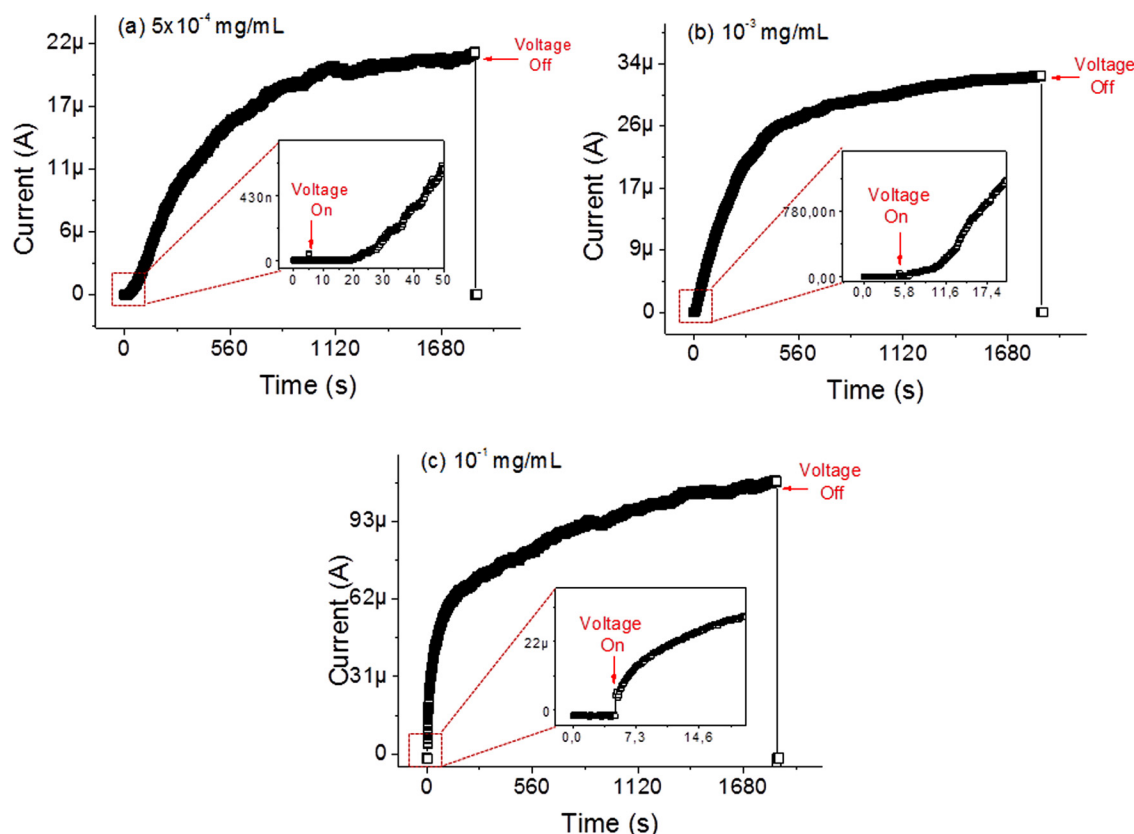 (a) 5x10⁻⁴ mg/mL
22µ
17µ
11µ
6µ
0
Current (A)
Voltage
Off
430n
0
Voltage
On
0 10 20 30 40 50
0 560 1120 1680
Time (s)
(b) 10⁻³ mg/mL
34µ
26µ
17µ
9µ
0
Current (A)
Voltage
Off
780,00n
0,00
Voltage
On
0,0 5,8 11,6 17,4
0 560 1120 1680
Time (s)
(c) 10⁻¹ mg/mL
93µ
62µ
31µ
0
Current (A)
Voltage
Off
22µ
0
Voltage
On
0,0 7,3 14,6
0 560 1120 1680
Time (s)